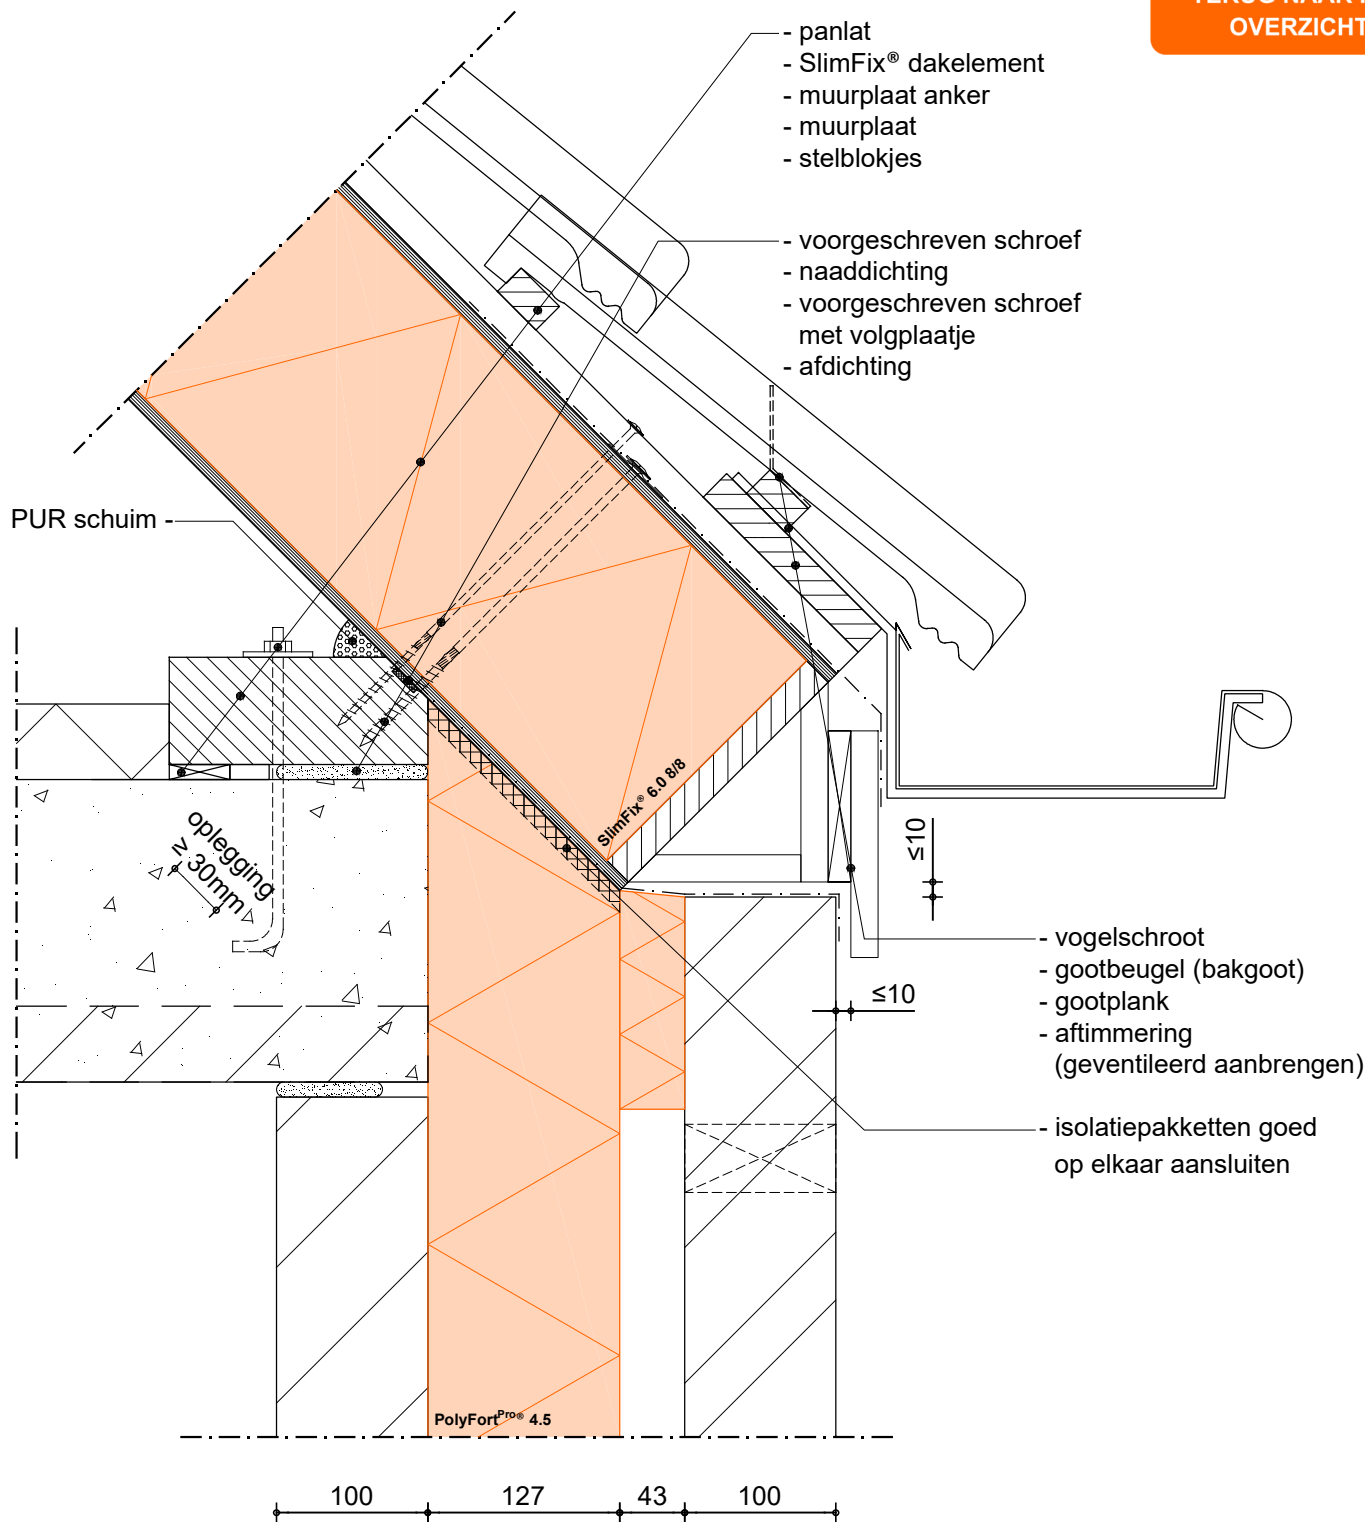 OVERZICHT
- panlat
- SlimFix® dakelement
- muurplaat anker
- muurplaat
- stelblokjes
- voorgeschreven schroef
- naaddichting
- voorgeschreven schroef
met volgplaatje
- afdichting
PUR schuim -
SlimFix® 6.0 8/8
oplegging
≥ 30mm
≤10
≤10
- vogelschroot
- gootbeugel (bakgoot)
- gootplank
- aftimmering
(geventileerd aanbrengen)
- isolatiepakketten goed
op elkaar aansluiten
PolyFortPro® 4.5
100 127 43 100